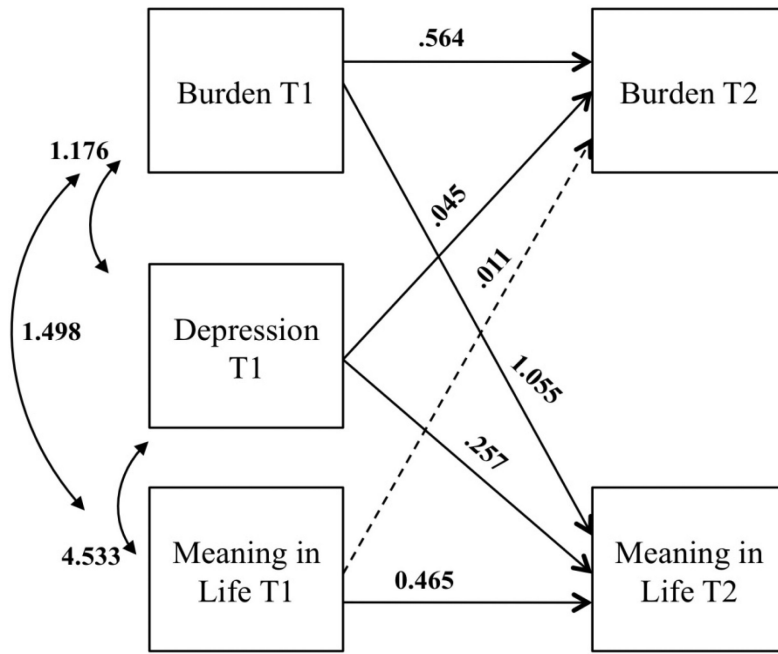 .564
Burden T1
Burden T2
1.176
.045
.011
Depression
T1
1.498
1.055
.257
Meaning in
Life T1
4.533
0.465
Meaning in
Life T2